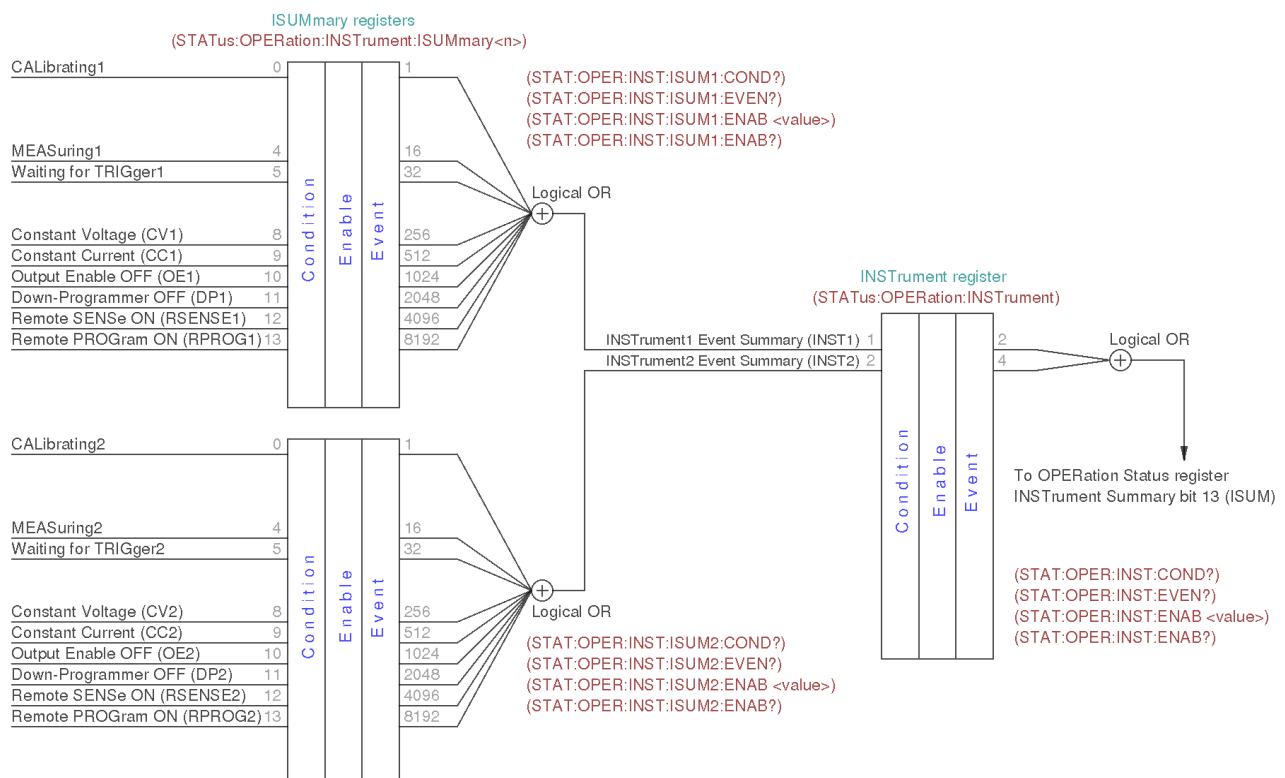 ISUMmary registers
(STATus:OPERation:INSTrument:ISUMmary<n>)
CALibrating1 0 1
(STAT:OPER:INST:ISUM1:COND?)
(STAT:OPER:INST:ISUM1:EVEN?)
(STAT:OPER:INST:ISUM1:ENAB <value>)
(STAT:OPER:INST:ISUM1:ENAB?)
MEASuring1 4 16
Waiting for TRIGger1 5 32
Logical OR
Constant Voltage (CV1) 8 256
Constant Current (CC1) 9 512
Output Enable OFF (OE1) 10 1024
Down-Programmer OFF (DP1) 11 2048
Remote SENSe ON (RSENSE1) 12 4096
Remote PROGram ON (RPROG1) 13 8192
Condition
Enable
Event
INSTrument register
(STATus:OPERation:INSTrument)
INSTrument1 Event Summary (INST1) 1 2
INSTrument2 Event Summary (INST2) 2 4
Logical OR
Condition
Enable
Event
To OPERation Status register
INSTrument Summary bit 13 (ISUM)
(STAT:OPER:INST:COND?)
(STAT:OPER:INST:EVEN?)
(STAT:OPER:INST:ENAB <value>)
(STAT:OPER:INST:ENAB?)
CALibrating2 0 1
MEASuring2 4 16
Waiting for TRIGger2 5 32
Logical OR
Constant Voltage (CV2) 8 256
Constant Current (CC2) 9 512
Output Enable OFF (OE2) 10 1024
Down-Programmer OFF (DP2) 11 2048
Remote SENSe ON (RSENSE2) 12 4096
Remote PROGram ON (RPROG2) 13 8192
Condition
Enable
Event
(STAT:OPER:INST:ISUM2:COND?)
(STAT:OPER:INST:ISUM2:EVEN?)
(STAT:OPER:INST:ISUM2:ENAB <value>)
(STAT:OPER:INST:ISUM2:ENAB?)